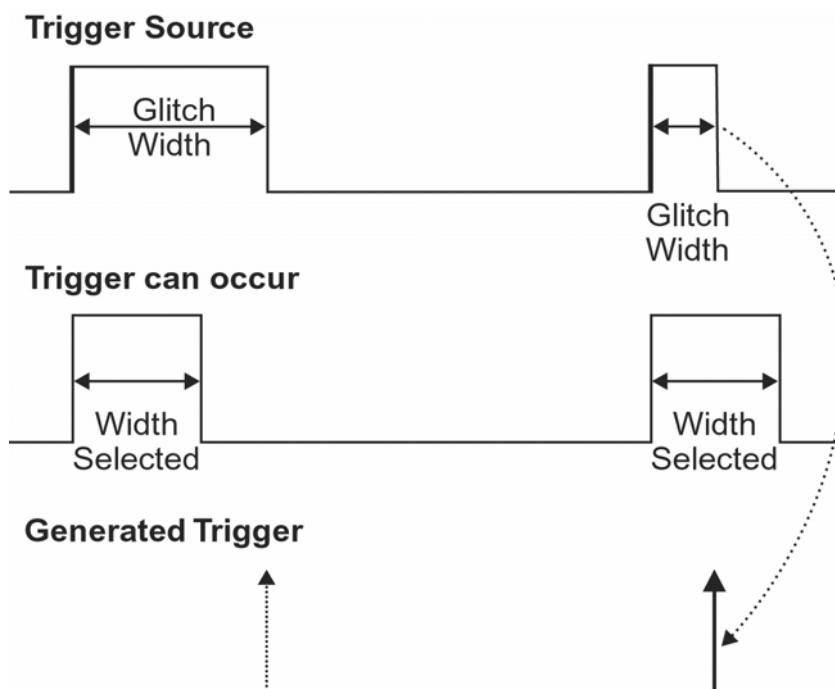 Trigger Source
Glitch
Width
Glitch
Width
Trigger can occur
Width
Selected
Width
Selected
Generated Trigger